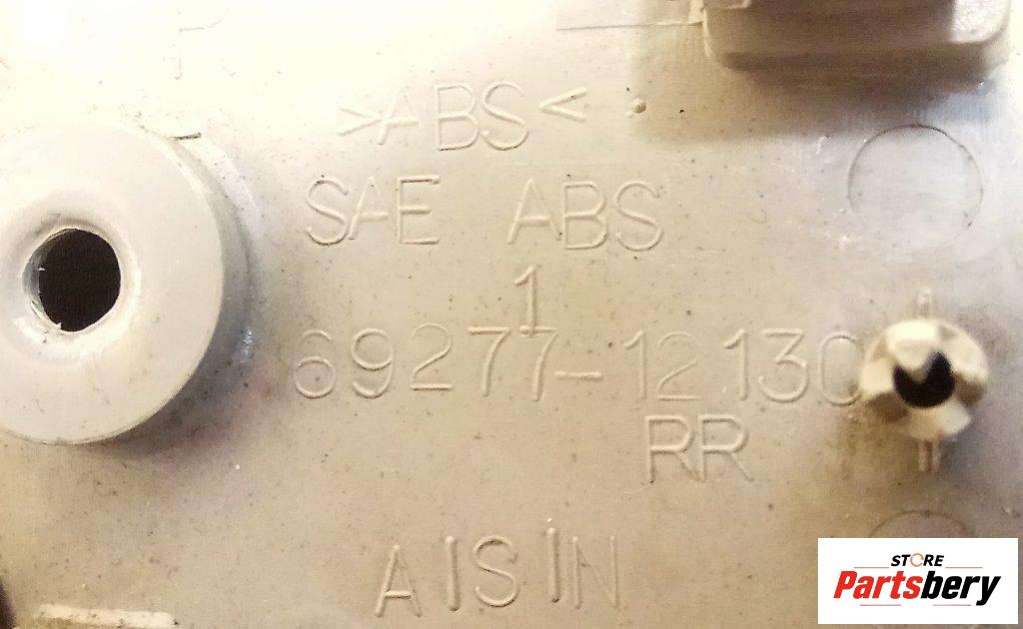 >ABS<
SAE ABS
1
69277-12130
RR
AISIN
STORE
Partsbery